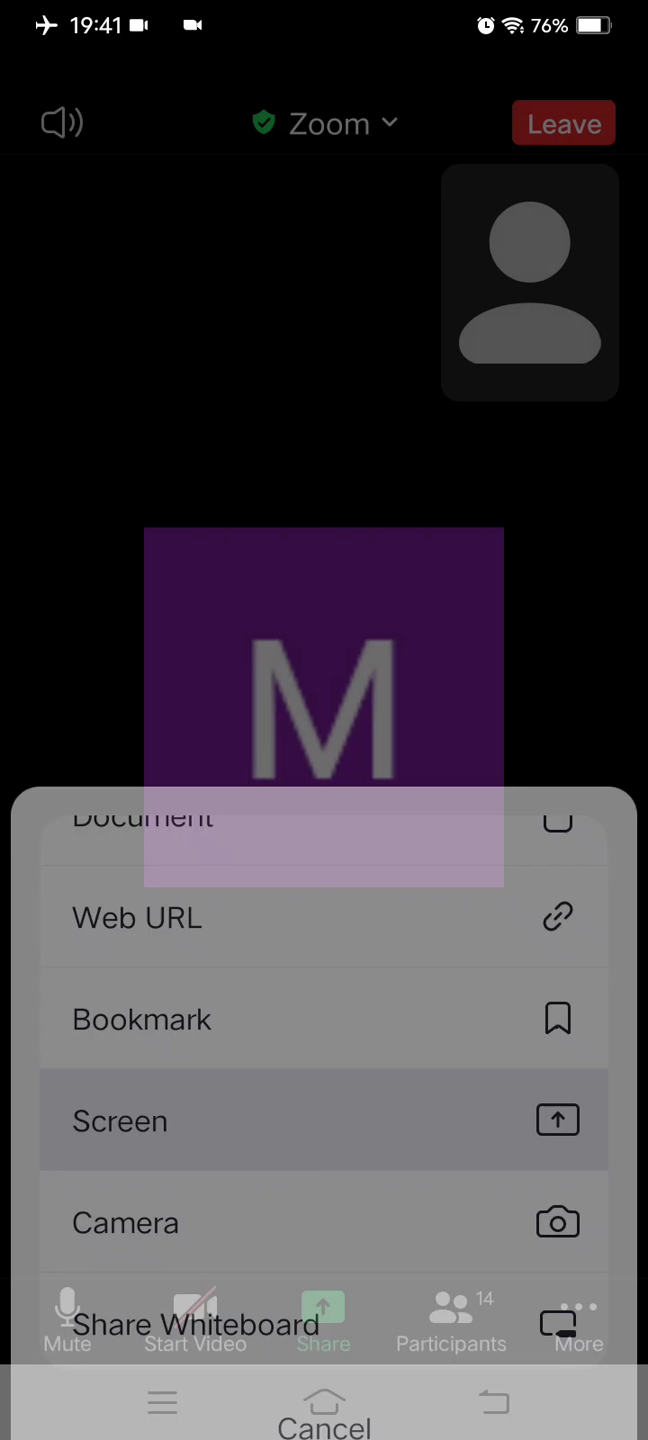 19:41
76%
Zoom
Leave
M
Document
Web URL
Bookmark
Screen
Camera
Share Whiteboard
14
Mute
Start Video
Share
Participants
More
Cancel